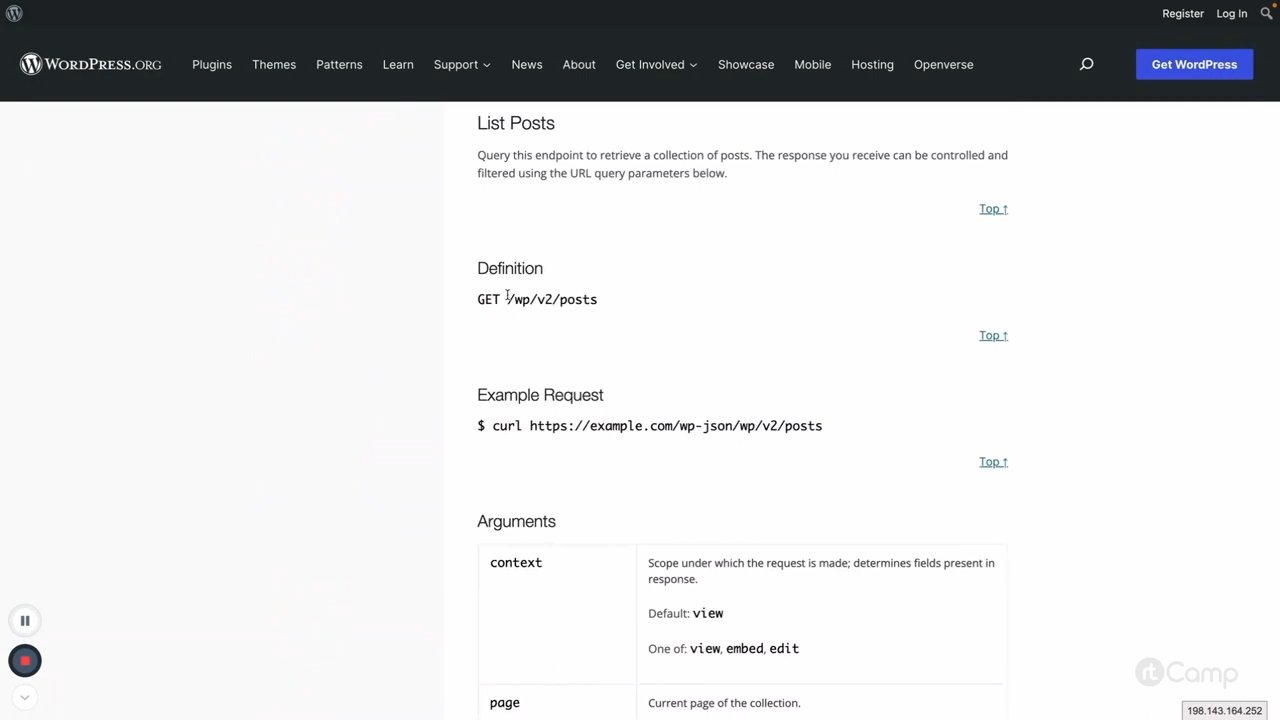 Register Log In
WORDPRESS.ORG Plugins Themes Patterns Learn Support News About Get Involved Showcase Mobile Hosting Openverse Get WordPress
List Posts
Query this endpoint to retrieve a collection of posts. The response you receive can be controlled and
filtered using the URL query parameters below.
Top ↑
Definition
GET /wp/v2/posts
Top ↑
Example Request
$ curl https://example.com/wp-json/wp/v2/posts
Top ↑
Arguments
context Scope under which the request is made; determines fields present in
response.
Default: view
One of: view, embed, edit
page Current page of the collection.
rtCamp
198.143.164.252